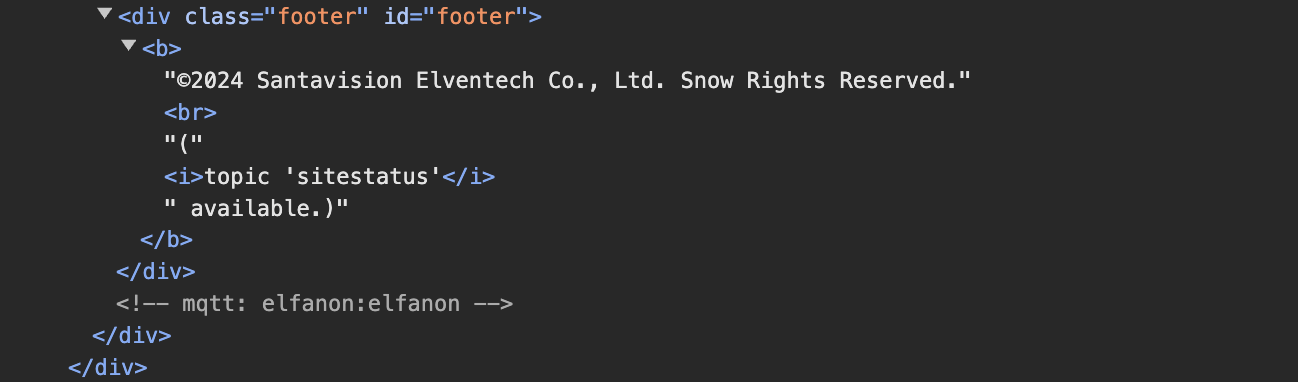 <div class="footer" id="footer">
<b>
"©2024 Santavision Elventech Co., Ltd. Snow Rights Reserved."
<br>
"("
<i>topic 'sitestatus'</i>
" available.)"
</b>
</div>
<!-- mqtt: elfanon:elfanon -->
</div>
</div>